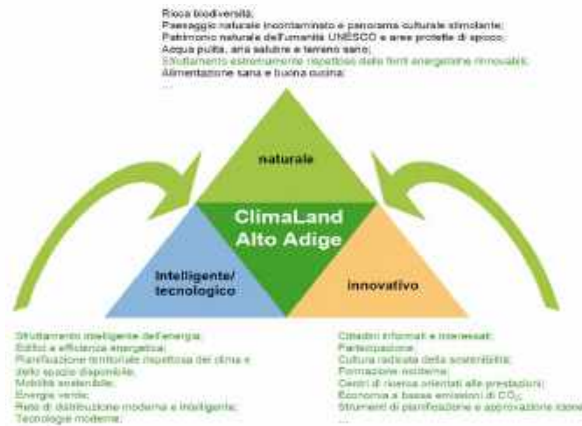 Ricca biodiversità;
Paesaggio naturale incontaminato e panorama culturale stimolante;
Patrimonio naturale dell'umanità UNESCO e aree protette di spicco;
Acqua pulita, aria salubre e terreno sano;
Sfruttamento estremamente rispettoso delle fonti energetiche rinnovabili;
Alimentazione sana e buona cucina;
...
naturale
ClimaLand
Alto Adige
Intelligente/
tecnologico
innovativo
Sfruttamento intelligente dell'energia;
Edifici a efficienza energetica;
Pianificazione territoriale rispettosa del clima e
dello spazio disponibile;
Mobilità sostenibile;
Energia verde;
Rete di distribuzione moderna e intelligente;
Tecnologie moderne;
Cittadini informati e interessati;
Partecipazione;
Cultura radicata della sostenibilità;
Formazione moderna;
Centri di ricerca orientati alle prestazioni;
Economia a basse emissioni di CO₂;
Strumenti di pianificazione e approvazione
...